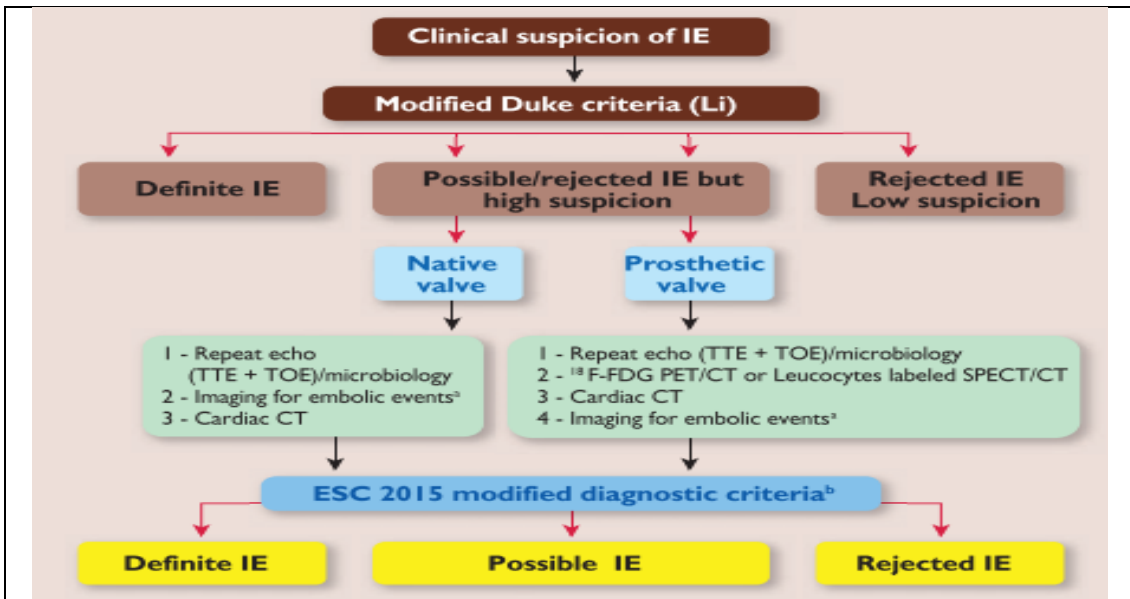 Clinical suspicion of IE
Modified Duke criteria (Li)
Definite IE
Possible/rejected IE but
high suspicion
Rejected IE
Low suspicion
Native
valve
Prosthetic
valve
1 - Repeat echo
(TTE + TOE)/microbiology
2 - Imaging for embolic eventsᵃ
3 - Cardiac CT
1 - Repeat echo (TTE + TOE)/microbiology
2 - ¹⁸F-FDG PET/CT or Leucocytes labeled SPECT/CT
3 - Cardiac CT
4 - Imaging for embolic eventsᵃ
ESC 2015 modified diagnostic criteriaᵇ
Definite IE
Possible IE
Rejected IE